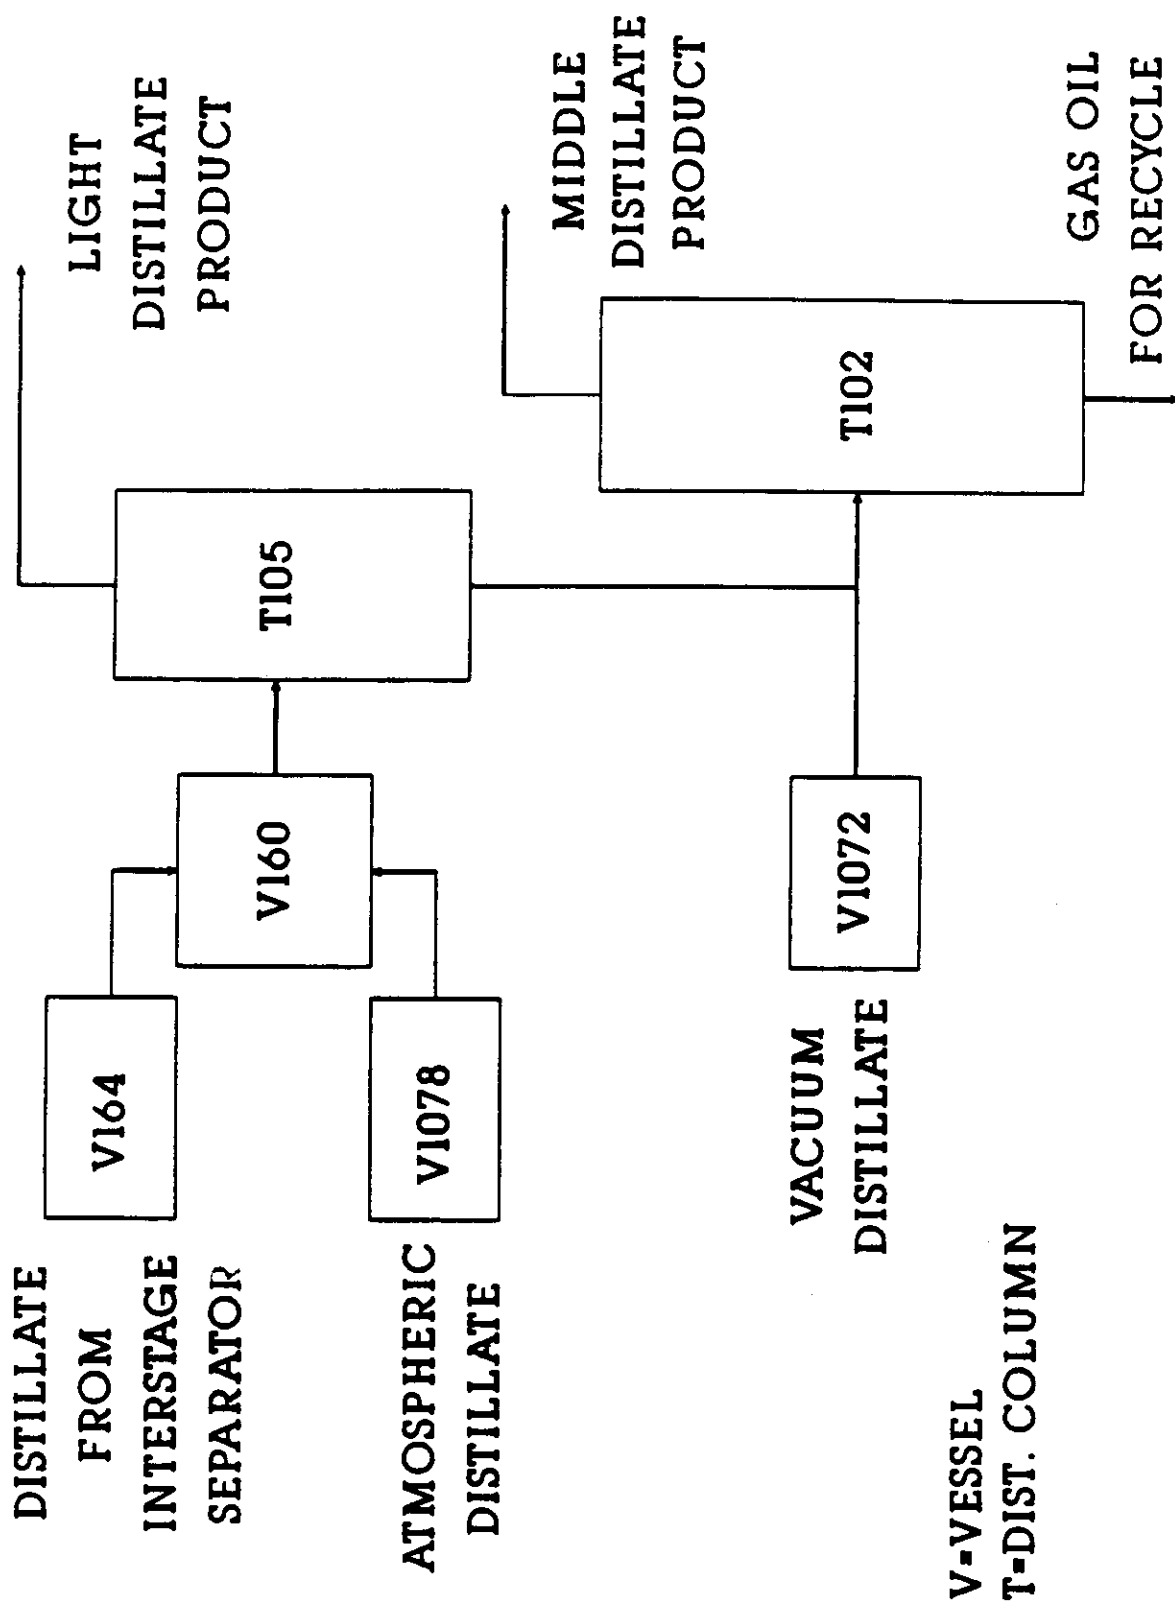 DISTILLATE
FROM
INTERSTAGE
SEPARATOR
V164
V160
T105
LIGHT
DISTILLATE
PRODUCT
ATMOSPHERIC
DISTILLATE
V1078
MIDDLE
DISTILLATE
PRODUCT
VACUUM
DISTILLATE
V1072
T102
V=VESSEL
T=DIST. COLUMN
GAS OIL
FOR RECYCLE